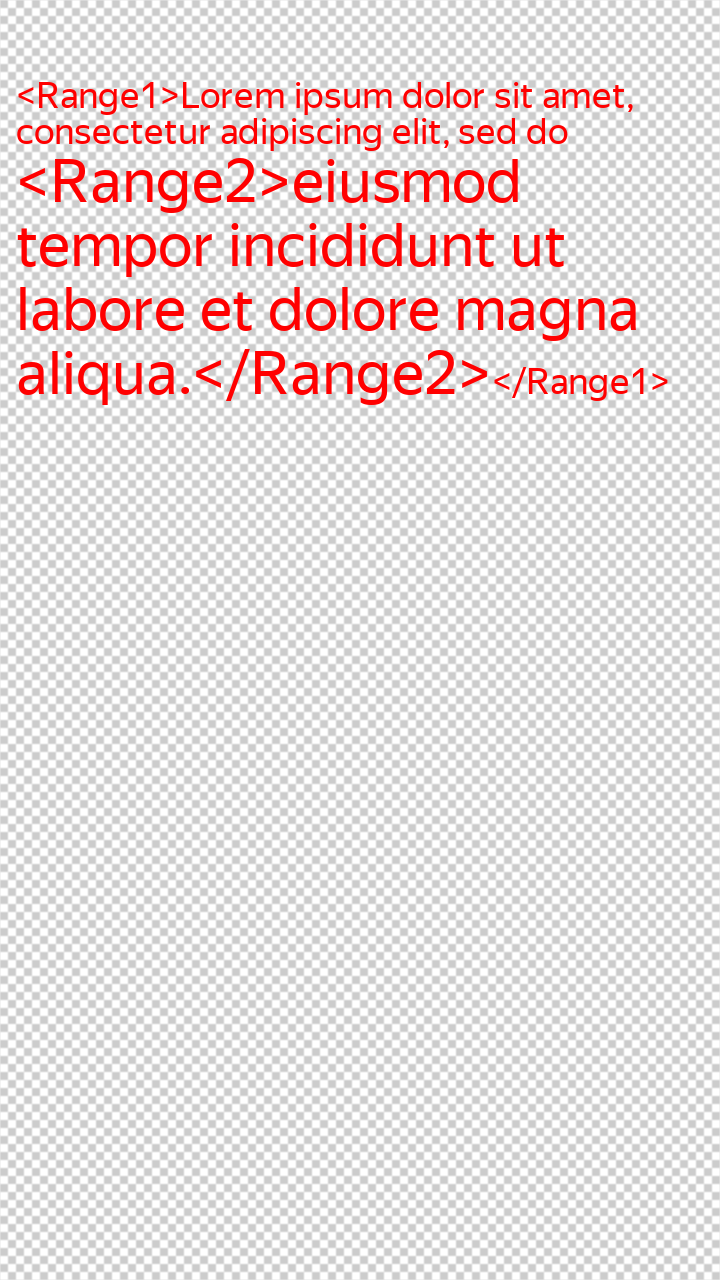 <Range1>Lorem ipsum dolor sit amet,
consectetur adipiscing elit, sed do
<Range2>eiusmod
tempor incididunt ut
labore et dolore magna
aliqua.</Range2></Range1>